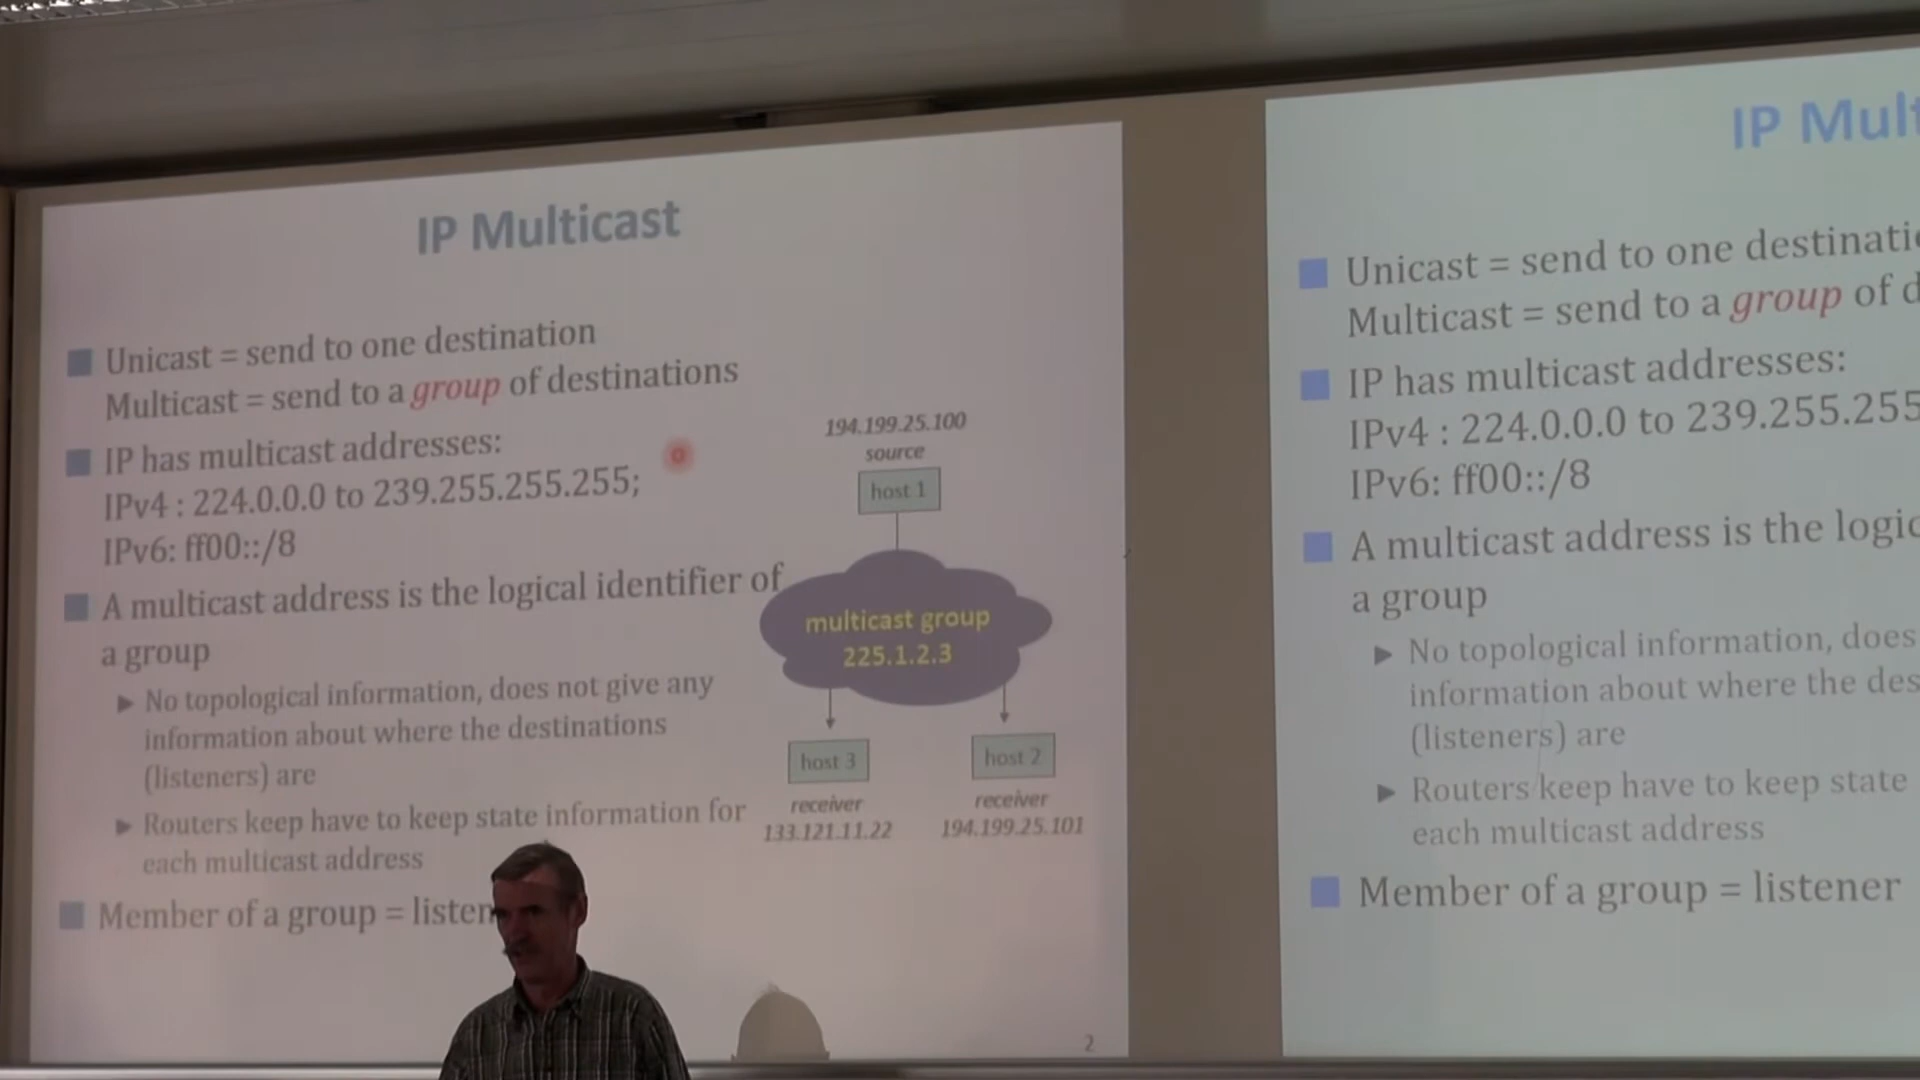 IP Multicast
Unicast = send to one destination
Multicast = send to a group of destinations
IP has multicast addresses:
IPv4 : 224.0.0.0 to 239.255.255.255;
IPv6: ff00::/8
A multicast address is the logical identifier of
a group
No topological information, does not give any
information about where the destinations
(listeners) are
Routers keep have to keep state information for
each multicast address
Member of a group = listen
194.199.25.100
source
host 1
multicast group
225.1.2.3
host 3
host 2
receiver
133.121.11.22
receiver
194.199.25.101
2
IP Mult
Unicast = send to one destinati
Multicast = send to a group of d
IP has multicast addresses:
IPv4 : 224.0.0.0 to 239.255.255
IPv6: ff00::/8
A multicast address is the logic
a group
No topological information, does
information about where the des
(listeners) are
Routers keep have to keep state
each multicast address
Member of a group = listener